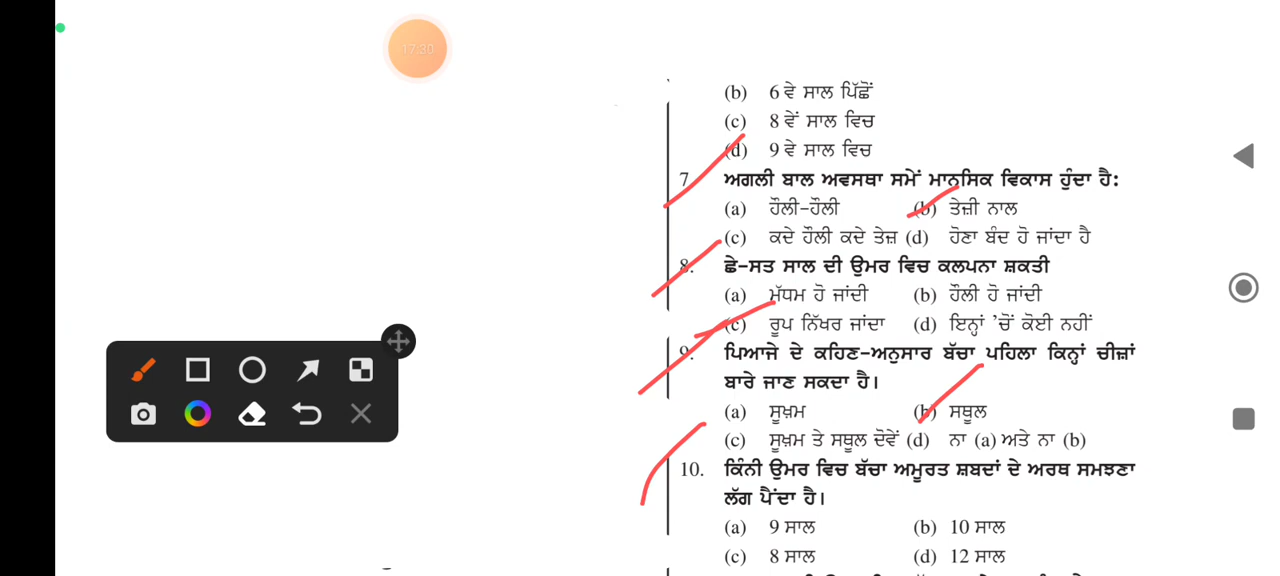 17:30
(b) 6 ਵੇ ਸਾਲ ਪਿੱਛੋਂ
(c) 8 ਵੇਂ ਸਾਲ ਵਿਚ
(d) 9 ਵੇ ਸਾਲ ਵਿਚ
7 ਅਗਲੀ ਬਾਲ ਅਵਸਥਾ ਸਮੇਂ ਮਾਨਸਿਕ ਵਿਕਾਸ ਹੁੰਦਾ ਹੈ:
(a) ਹੌਲੀ-ਹੌਲੀ (b) ਤੇਜ਼ੀ ਨਾਲ
(c) ਕਦੇ ਹੌਲੀ ਕਦੇ ਤੇਜ਼ (d) ਹੋਣਾ ਬੰਦ ਹੋ ਜਾਂਦਾ ਹੈ
8. ਛੇ-ਸਤ ਸਾਲ ਦੀ ਉਮਰ ਵਿਚ ਕਲਪਨਾ ਸ਼ਕਤੀ
(a) ਮੱਧਮ ਹੋ ਜਾਂਦੀ (b) ਹੌਲੀ ਹੋ ਜਾਂਦੀ
(c) ਰੂਪ ਨਿੱਖਰ ਜਾਂਦਾ (d) ਇਨ੍ਹਾਂ 'ਚੋਂ ਕੋਈ ਨਹੀਂ
9. ਪਿਆਜੇ ਦੇ ਕਹਿਣ-ਅਨੁਸਾਰ ਬੱਚਾ ਪਹਿਲਾ ਕਿਨ੍ਹਾਂ ਚੀਜ਼ਾਂ
ਬਾਰੇ ਜਾਣ ਸਕਦਾ ਹੈ।
(a) ਸੂਖ਼ਮ (b) ਸਥੂਲ
(c) ਸੂਖ਼ਮ ਤੇ ਸਥੂਲ ਦੋਵੇਂ (d) ਨਾ (a) ਅਤੇ ਨਾ (b)
10. ਕਿੰਨੀ ਉਮਰ ਵਿਚ ਬੱਚਾ ਅਮੂਰਤ ਸ਼ਬਦਾਂ ਦੇ ਅਰਥ ਸਮਝਣਾ
ਲੱਗ ਪੈਂਦਾ ਹੈ।
(a) 9 ਸਾਲ (b) 10 ਸਾਲ
(c) 8 ਸਾਲ (d) 12 ਸਾਲ